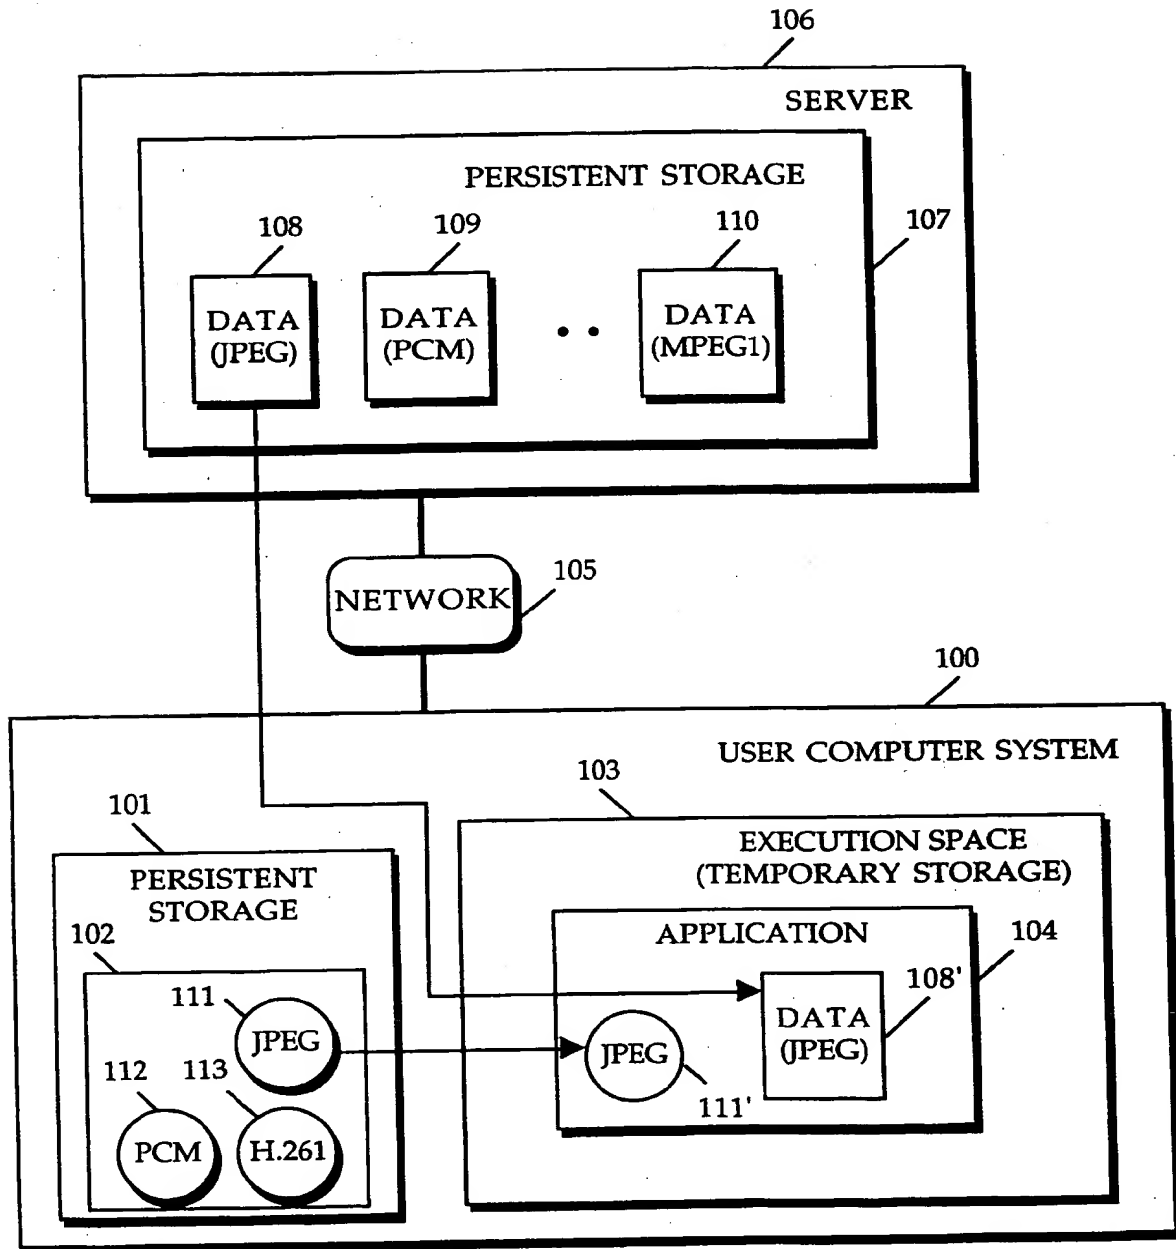 106
SERVER
PERSISTENT STORAGE
107
108
109
110
DATA
(JPEG)
DATA
(PCM)
DATA
(MPEG1)
NETWORK
105
100
USER COMPUTER SYSTEM
101
103
PERSISTENT
STORAGE
EXECUTION SPACE
(TEMPORARY STORAGE)
102
APPLICATION
104
111
JPEG
JPEG
111'
DATA
(JPEG)
108'
112
113
PCM
H.261